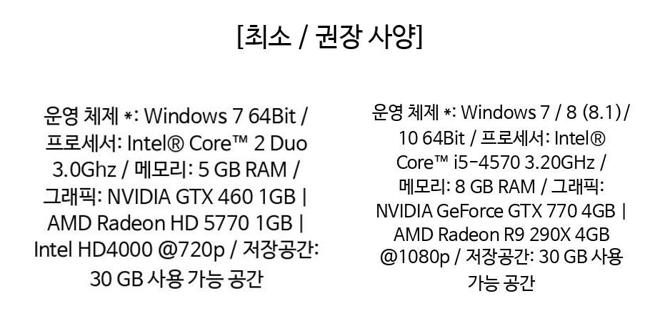 [최소 / 권장 사양]
운영 체제 *: Windows 7 64Bit /
프로세서: Intel® Core™ 2 Duo
3.0Ghz / 메모리: 5 GB RAM /
그래픽: NVIDIA GTX 460 1GB |
AMD Radeon HD 5770 1GB |
Intel HD4000 @720p / 저장공간:
30 GB 사용 가능 공간
운영 체제 *: Windows 7 / 8 (8.1)/
10 64Bit / 프로세서: Intel®
Core™ i5-4570 3.20GHz /
메모리: 8 GB RAM / 그래픽:
NVIDIA GeForce GTX 770 4GB |
AMD Radeon R9 290X 4GB
@1080p / 저장공간: 30 GB 사용
가능 공간